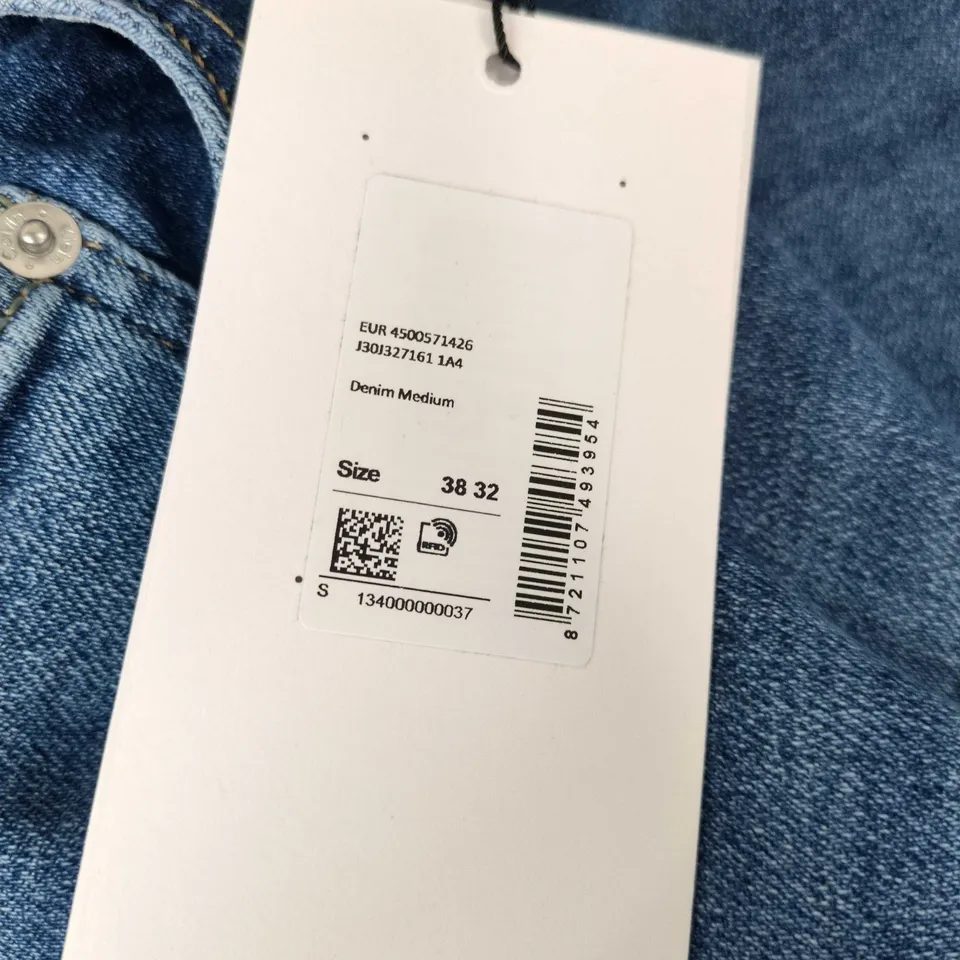 EUR 4500571426
J30J327161 1A4
Denim Medium
Size 38 32
RFID
S 134000000037
8 721107 493954